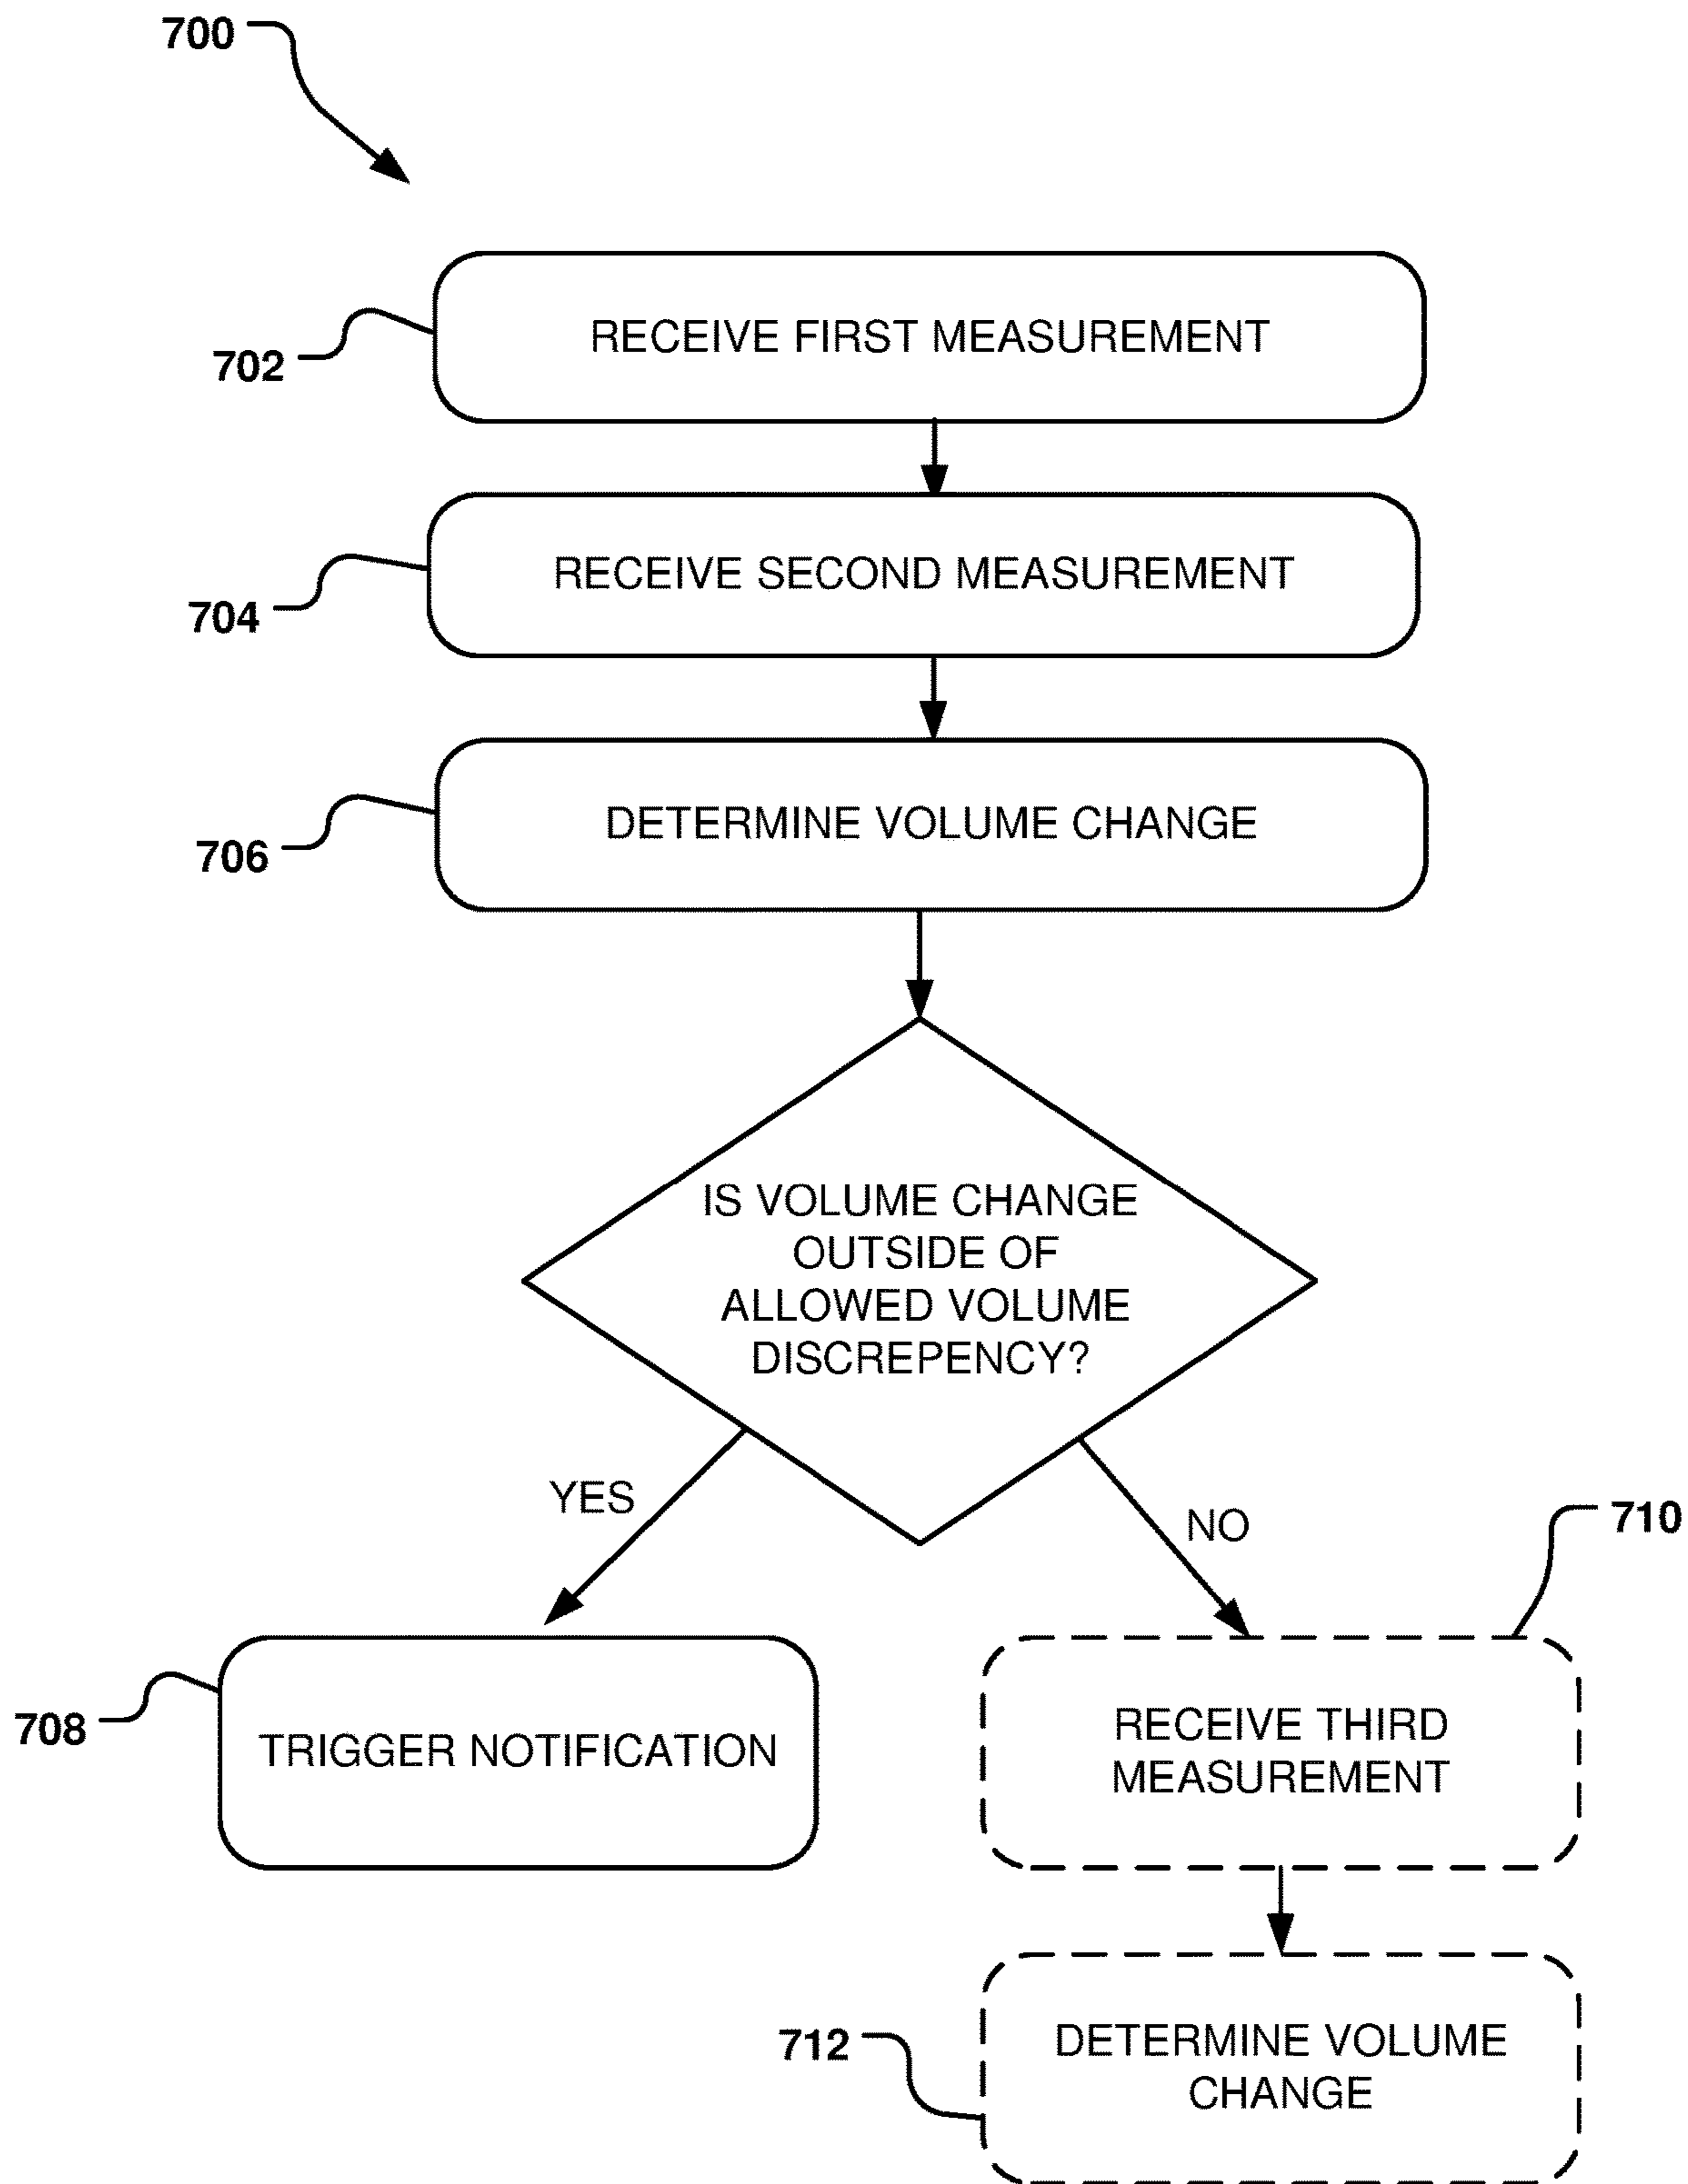 700
RECEIVE FIRST MEASUREMENT
702
RECEIVE SECOND MEASUREMENT
704
DETERMINE VOLUME CHANGE
706
IS VOLUME CHANGE
OUTSIDE OF
ALLOWED VOLUME
DISCREPENCY?
YES
NO
710
708
TRIGGER NOTIFICATION
RECEIVE THIRD
MEASUREMENT
712
DETERMINE VOLUME
CHANGE